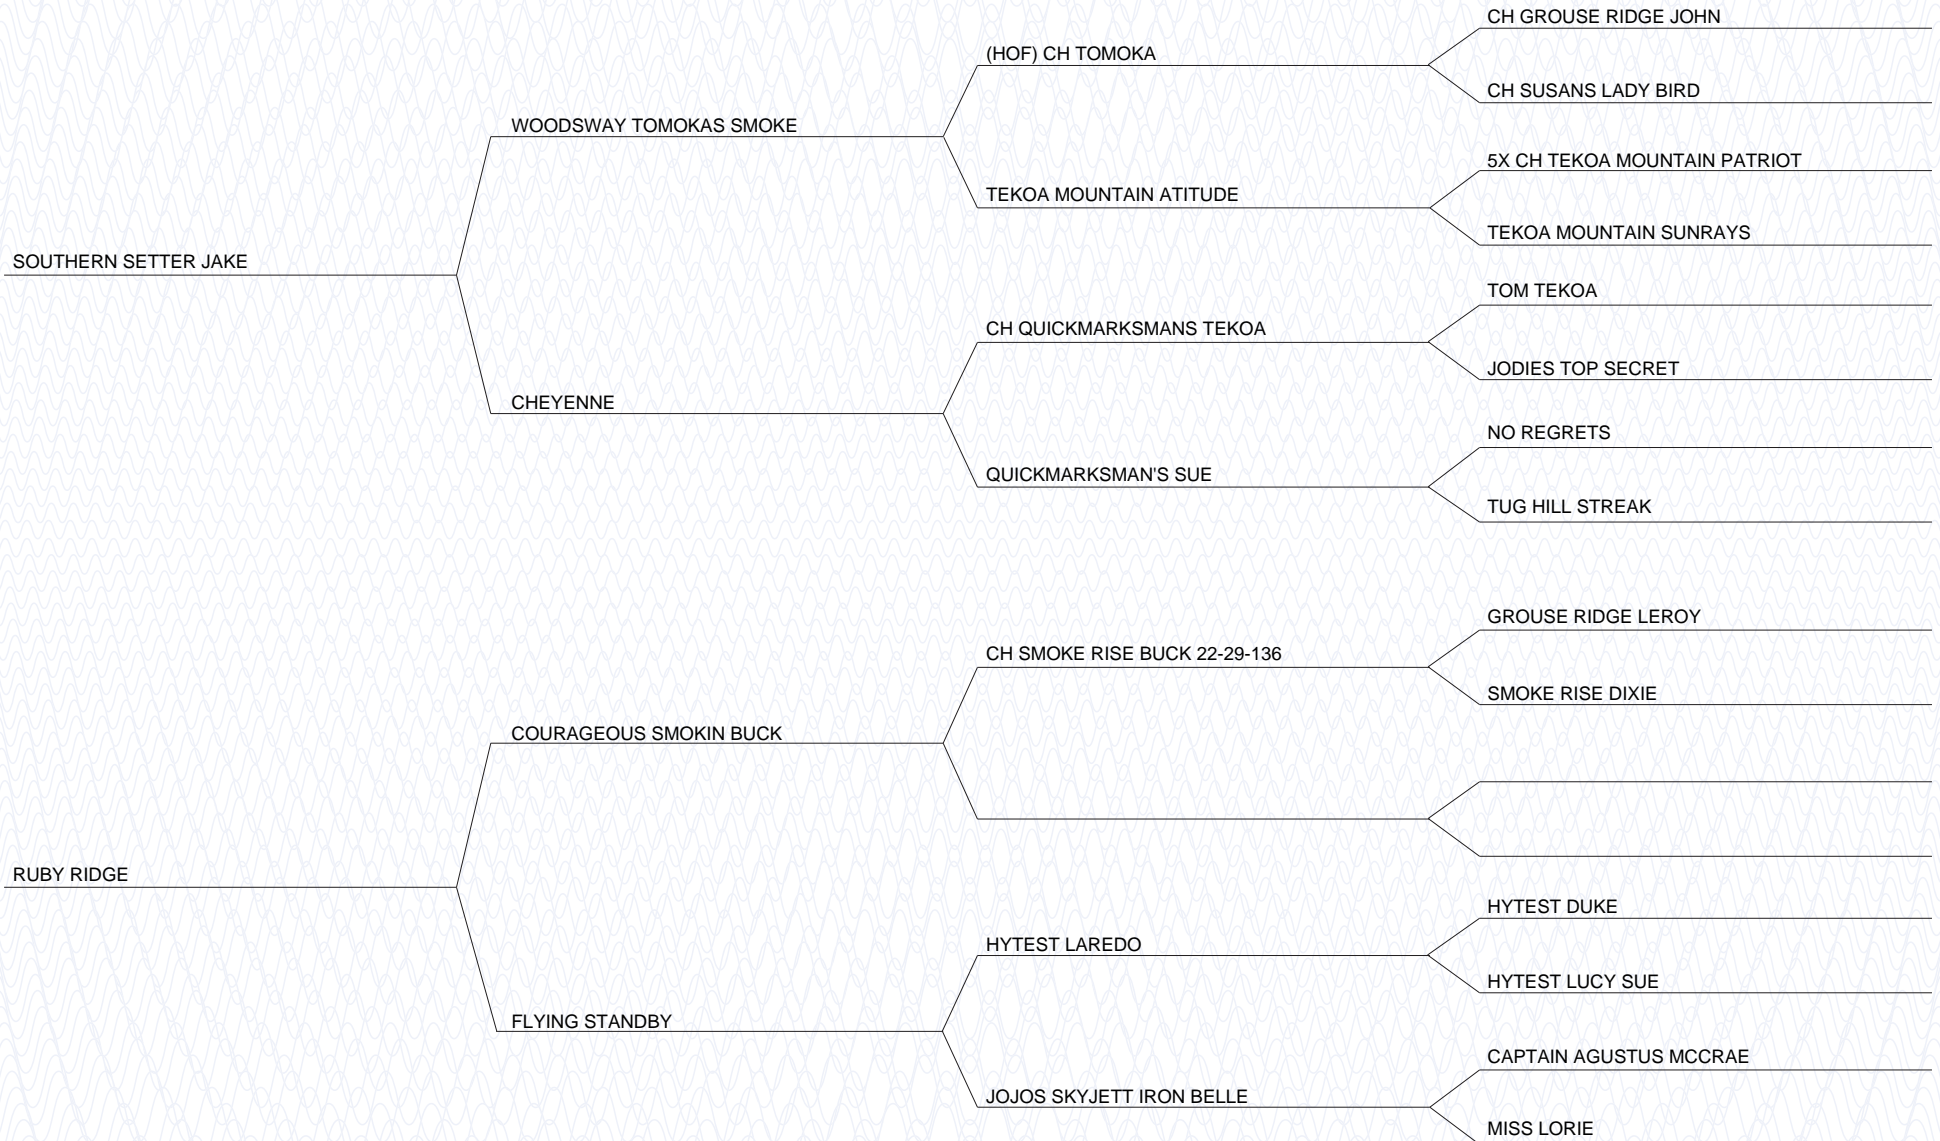 CH GROUSE RIDGE JOHN
(HOF) CH TOMOKA
CH SUSANS LADY BIRD
WOODSWAY TOMOKAS SMOKE
5X CH TEKOA MOUNTAIN PATRIOT
TEKOA MOUNTAIN ATITUDE
TEKOA MOUNTAIN SUNRAYS
SOUTHERN SETTER JAKE
TOM TEKOA
CH QUICKMARKSMANS TEKOA
JODIES TOP SECRET
CHEYENNE
NO REGRETS
QUICKMARKSMAN'S SUE
TUG HILL STREAK
GROUSE RIDGE LEROY
CH SMOKE RISE BUCK 22-29-136
SMOKE RISE DIXIE
COURAGEOUS SMOKIN BUCK
RUBY RIDGE
HYTEST DUKE
HYTEST LAREDO
HYTEST LUCY SUE
FLYING STANDBY
CAPTAIN AGUSTUS MCCRAE
JOJOS SKYJETT IRON BELLE
MISS LORIE